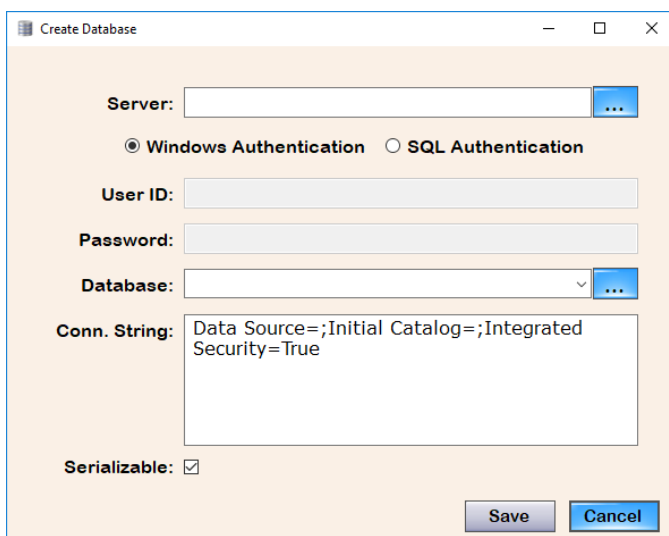 Create Database
Server:
...
Windows Authentication SQL Authentication
User ID:
Password:
Database:
...
Conn. String:
Data Source=;Initial Catalog=;Integrated
Security=True
Serializable:
Save Cancel